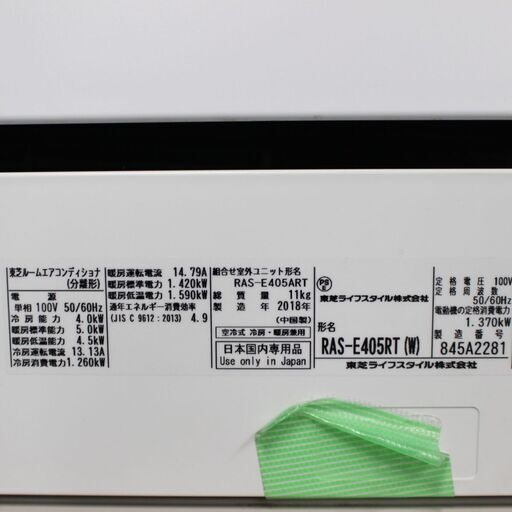 東芝ルームエアコンディショナ
(分離形)
電源
単相 100V 50/60Hz
冷房能力 4.0kW
暖房標準能力 5.0kW
暖房低温能力 4.5kW
冷房運転電流 13.13A
冷房消費電力 1.260kW
暖房運転電流 14.79A
暖房標準電力 1.420kW
暖房低温電力 1.590kW
通年エネルギー消費効率
(JIS C 9612 : 2013) 4.9
組合せ室外ユニット形名
RAS-E405ART
総質量 11kg
製造年 2018年
(中国製)
空冷式 冷房・暖房兼用
日本国内専用品
Use only in Japan
PS
E
東芝ライフスタイル株式会社
形名
RAS-E405RT(W)
定格電圧 100V
定格周波数
50/60Hz
電動機の定格消費電力
1.370kW
製造番号
845A2281
東芝ライフスタイル株式会社